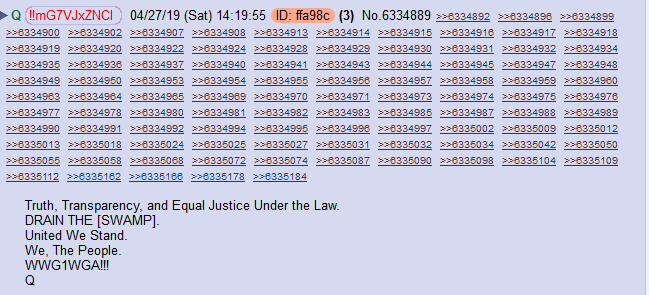 Q !!mG7VJxZNCI 04/27/19 (Sat) 14:19:55 ID: ffa98c (3) No.6334889 >>6334892 >>6334896 >>6334899
>>6334900 >>6334902 >>6334907 >>6334908 >>6334913 >>6334914 >>6334915 >>6334916 >>6334917 >>6334918
>>6334919 >>6334920 >>6334922 >>6334924 >>6334928 >>6334929 >>6334930 >>6334931 >>6334932 >>6334934
>>6334935 >>6334936 >>6334937 >>6334940 >>6334941 >>6334943 >>6334944 >>6334945 >>6334947 >>6334948
>>6334949 >>6334950 >>6334953 >>6334954 >>6334955 >>6334956 >>6334957 >>6334958 >>6334959 >>6334960
>>6334963 >>6334964 >>6334965 >>6334969 >>6334970 >>6334971 >>6334973 >>6334974 >>6334975 >>6334976
>>6334977 >>6334978 >>6334980 >>6334981 >>6334982 >>6334983 >>6334985 >>6334987 >>6334988 >>6334989
>>6334990 >>6334991 >>6334992 >>6334994 >>6334995 >>6334996 >>6334997 >>6335002 >>6335009 >>6335012
>>6335013 >>6335018 >>6335024 >>6335025 >>6335027 >>6335031 >>6335032 >>6335034 >>6335042 >>6335050
>>6335055 >>6335058 >>6335068 >>6335072 >>6335074 >>6335087 >>6335090 >>6335098 >>6335104 >>6335109
>>6335112 >>6335162 >>6335166 >>6335178 >>6335184
Truth, Transparency, and Equal Justice Under the Law.
DRAIN THE [SWAMP].
United We Stand.
We, The People.
WWG1WGA!!!
Q